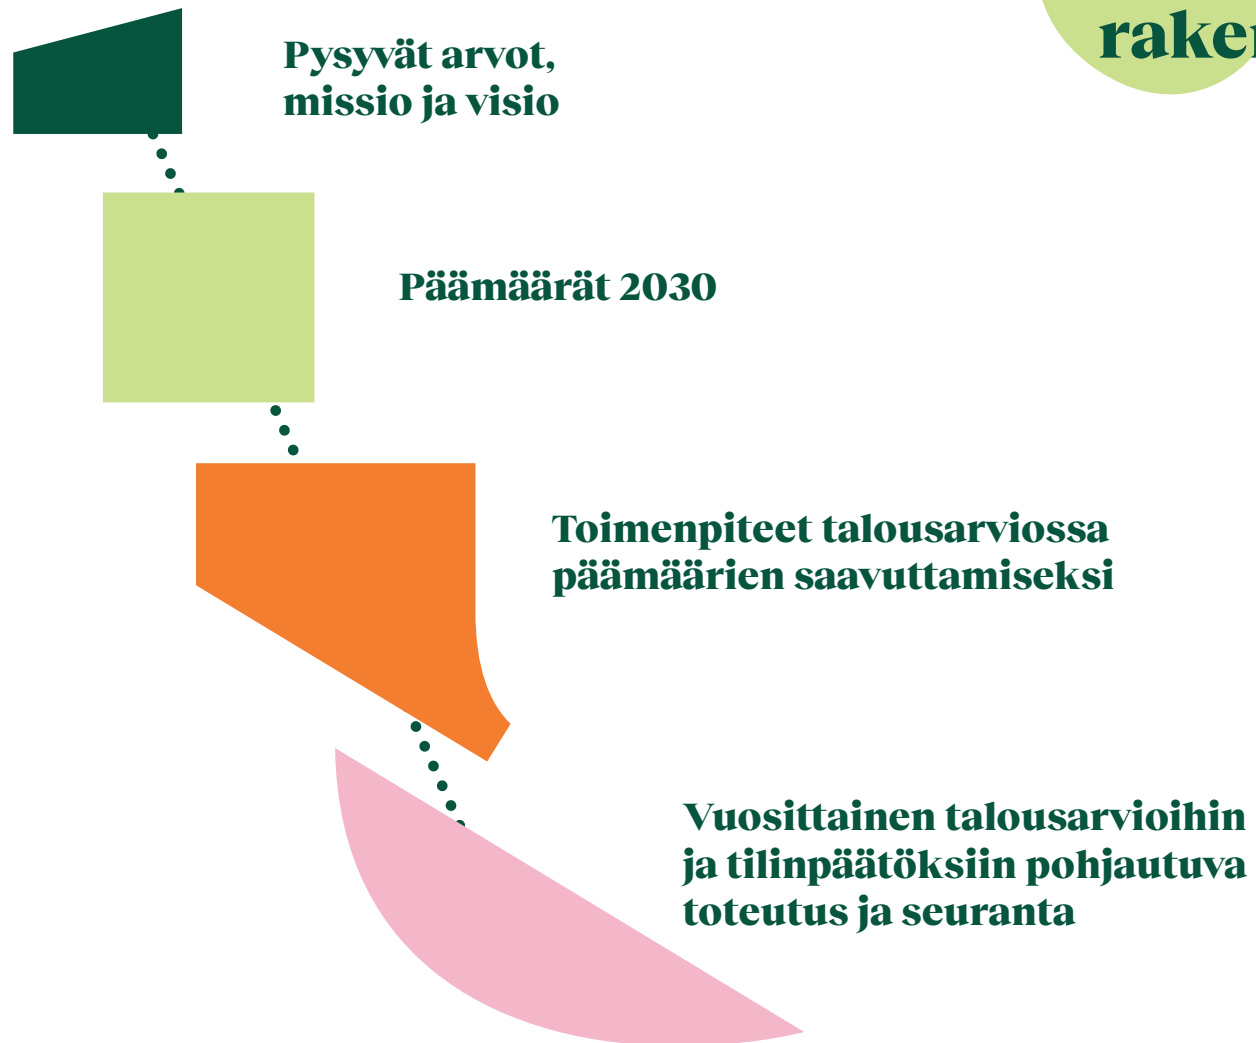 Pysyvät arvot,
missio ja visio
Päämäärät 2030
Toimenpiteet talousarviossa
päämäärien saavuttamiseksi
Vuosittainen talousarvioihin
ja tilinpäätöksiin pohjautuva
toteutus ja seuranta